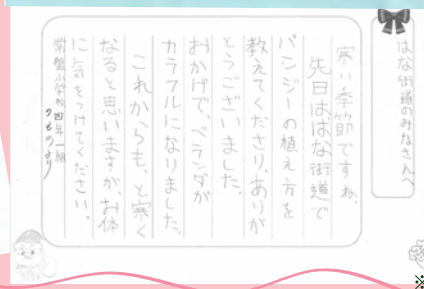 はな街道のみなさんへ
寒い季節ですね。
先日ははな街道で
パンジーの植え方を
教えてくださり、ありが
とうございました。
おかげで、ベランダが
カラフルになりました。
これからも、と寒く
なると思いますが、お体
に気をつけてください。
常盤小学校四年一組
※